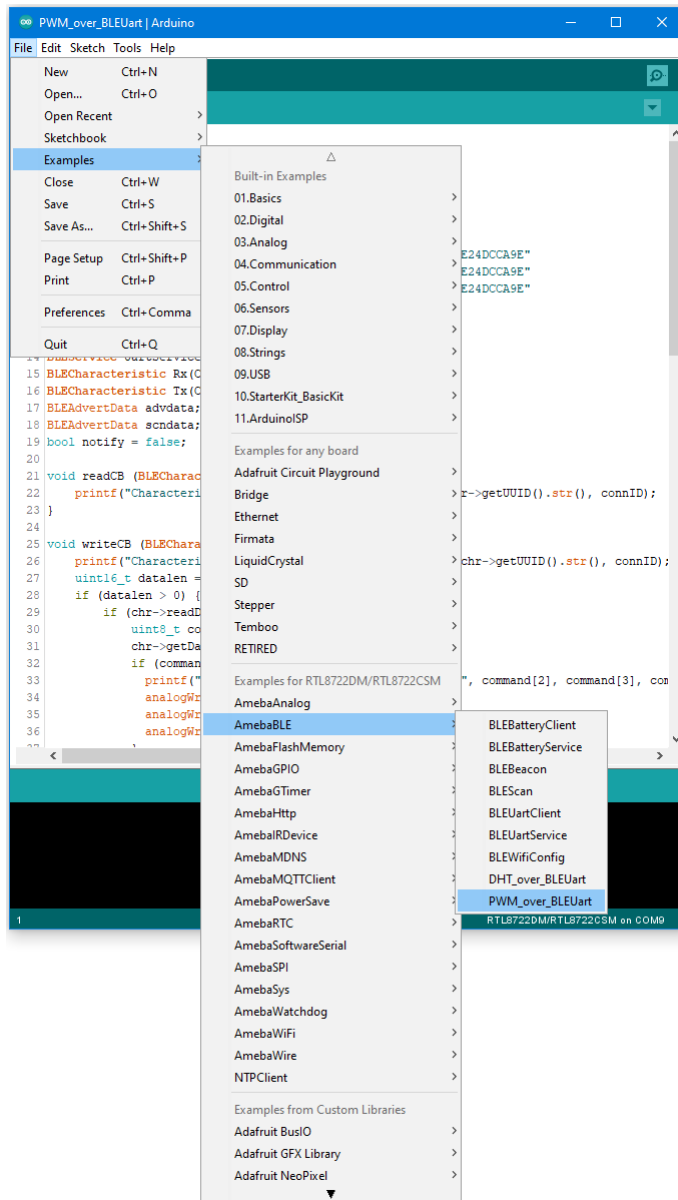 PWM_over_BLEUart | Arduino
File Edit Sketch Tools Help
New Ctrl+N
Open... Ctrl+O
Open Recent
Sketchbook
Examples
Close Ctrl+W
Save Ctrl+S
Save As... Ctrl+Shift+S
Page Setup Ctrl+Shift+P
Print Ctrl+P
Preferences Ctrl+Comma
Quit Ctrl+Q
Built-in Examples
01.Basics
02.Digital
03.Analog
04.Communication
05.Control
06.Sensors
07.Display
08.Strings
09.USB
10.StarterKit_BasicKit
11.ArduinoISP
Examples for any board
Adafruit Circuit Playground
Bridge
Ethernet
Firmata
LiquidCrystal
SD
Stepper
Temboo
RETIRED
Examples for RTL8722DM/RTL8722CSM
AmebaAnalog
AmebaBLE
AmebaFlashMemory
AmebaGPIO
AmebaGTimer
AmebaHttp
AmebaIRDevice
AmebaMDNS
AmebaMQTTClient
AmebaPowerSave
AmebaRTC
AmebaSoftwareSerial
AmebaSPI
AmebaSys
AmebaWatchdog
AmebaWiFi
AmebaWire
NTPClient
Examples from Custom Libraries
Adafruit BusIO
Adafruit GFX Library
Adafruit NeoPixel
BLEBatteryClient
BLEBatteryService
BLEBeacon
BLEScan
BLEUartClient
BLEUartService
BLEWifiConfig
DHT_over_BLEUart
PWM_over_BLEUart
E24DCCA9E"
E24DCCA9E"
E24DCCA9E"
15 BLECharacteristic Rx(C
16 BLECharacteristic Tx(C
17 BLEAdvertData advdata;
18 BLEAdvertData scndata;
19 bool notify = false;
20
21 void readCB (BLECharac
22 printf("Characteri r->getUUID().str(), connID);
23 }
24
25 void writeCB (BLEChara
26 printf("Characteri chr->getUUID().str(), connID);
27 uint16_t datalen =
28 if (datalen > 0) {
29 if (chr->readD
30 uint8_t co
31 chr->getDa
32 if (comman
33 printf(" ", command[2], command[3], com
34 analogWr
35 analogWr
36 analogWr
1
RTL8722DM/RTL8722CSM on COM9